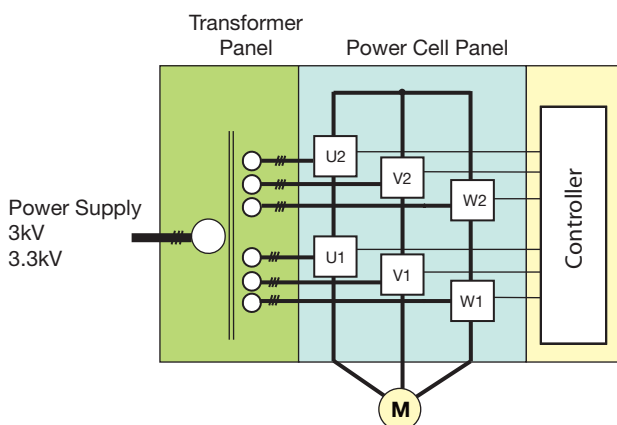 Transformer
Panel
Power Cell Panel
Power Supply
3kV
3.3kV
U2
V2
W2
U1
V1
W1
Controller
M